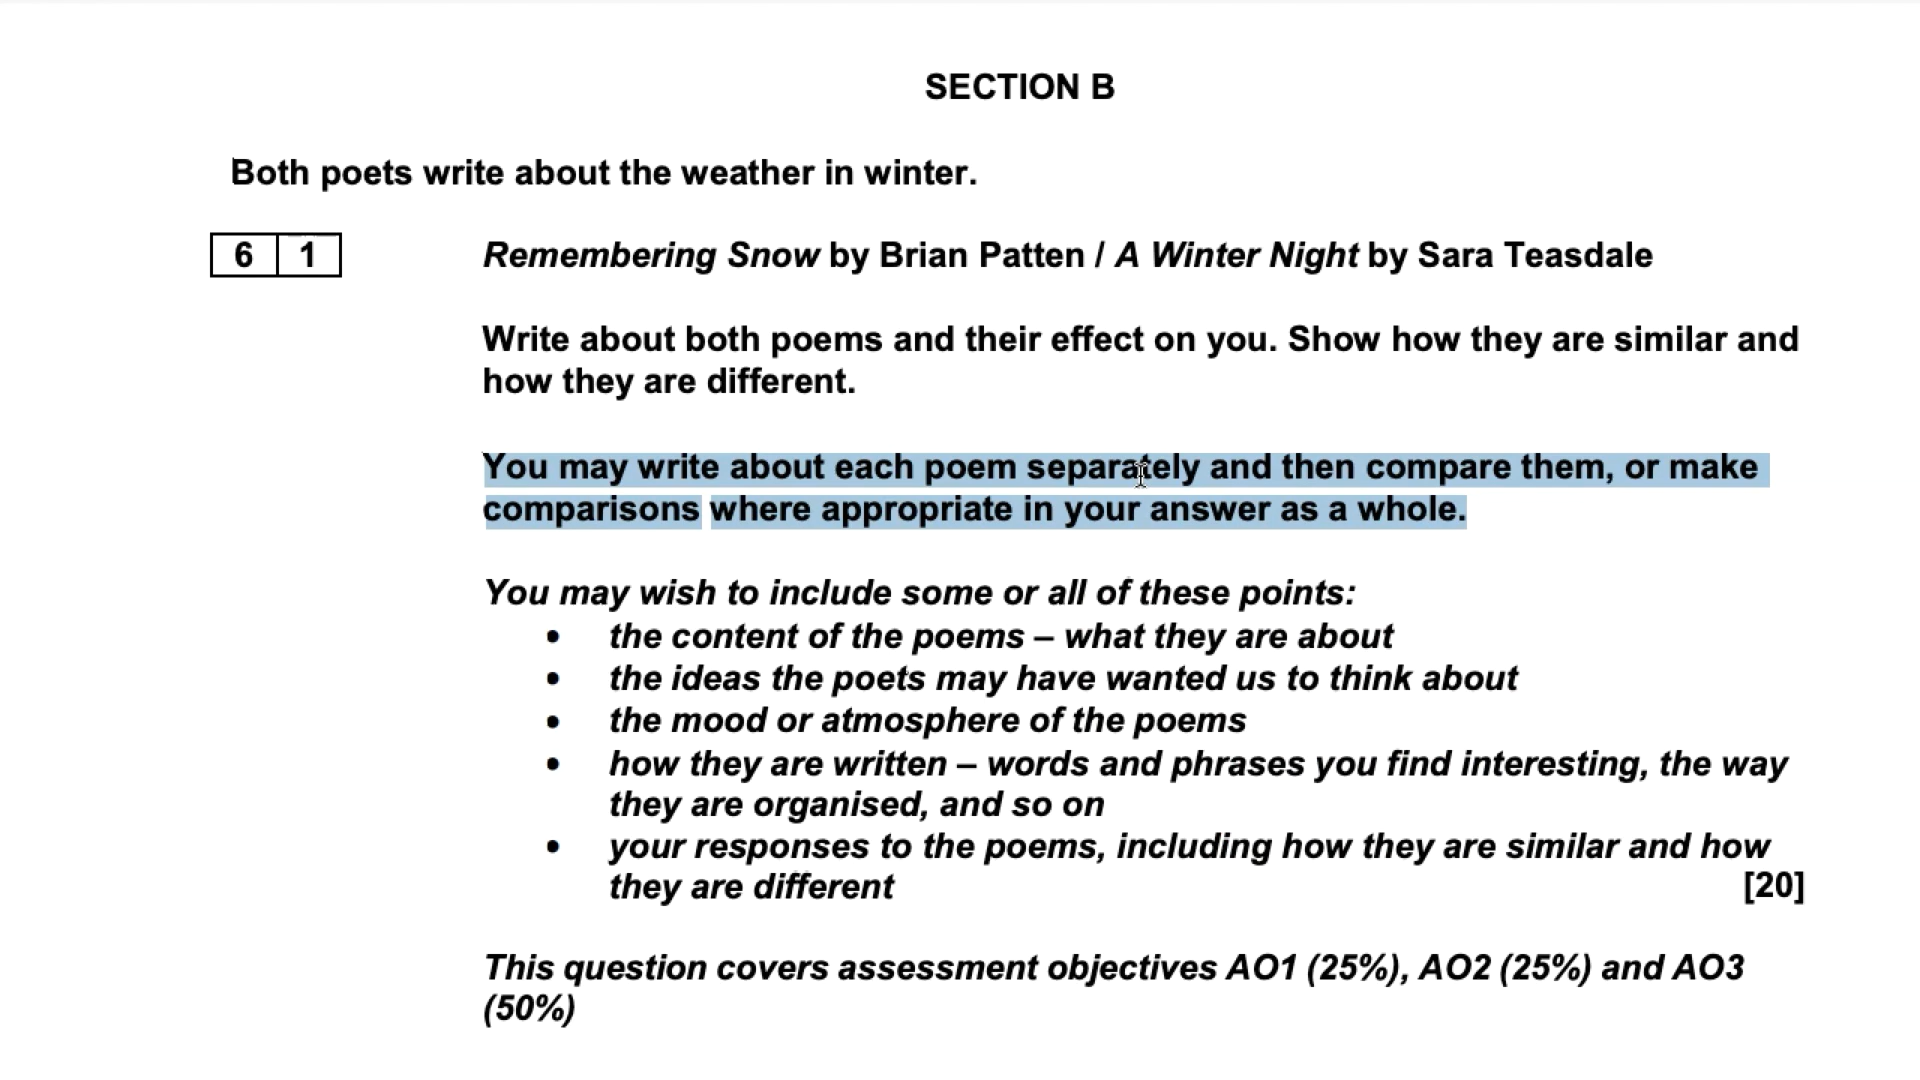 SECTION B
Both poets write about the weather in winter.
6 1 Remembering Snow by Brian Patten / A Winter Night by Sara Teasdale
Write about both poems and their effect on you. Show how they are similar and
how they are different.
You may write about each poem separately and then compare them, or make
comparisons where appropriate in your answer as a whole.
You may wish to include some or all of these points:
• the content of the poems – what they are about
• the ideas the poets may have wanted us to think about
• the mood or atmosphere of the poems
• how they are written – words and phrases you find interesting, the way
they are organised, and so on
• your responses to the poems, including how they are similar and how
they are different [20]
This question covers assessment objectives AO1 (25%), AO2 (25%) and AO3
(50%)